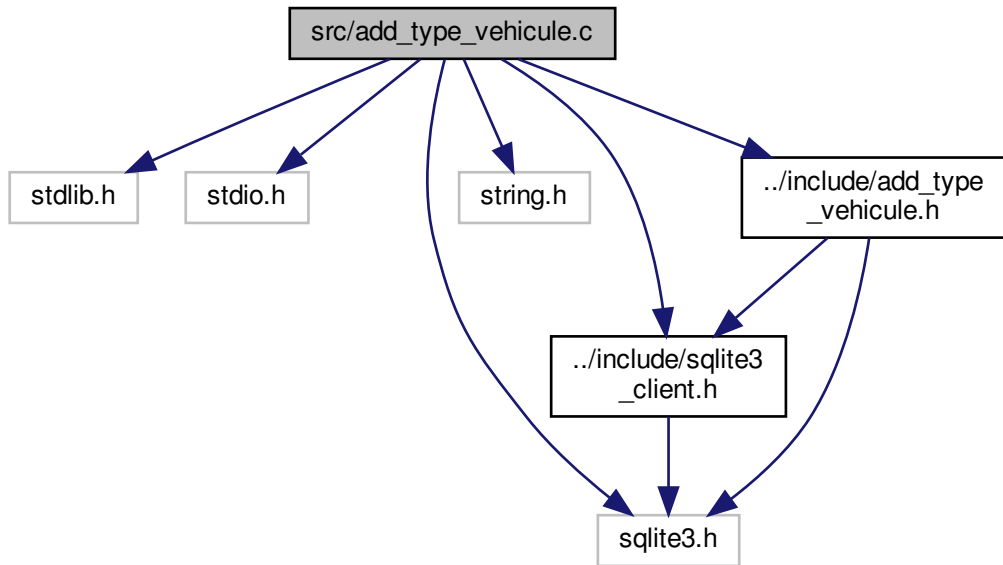 src/add_type_vehicule.c
stdlib.h
stdio.h
string.h
../include/add_type
_vehicule.h
../include/sqlite3
_client.h
sqlite3.h